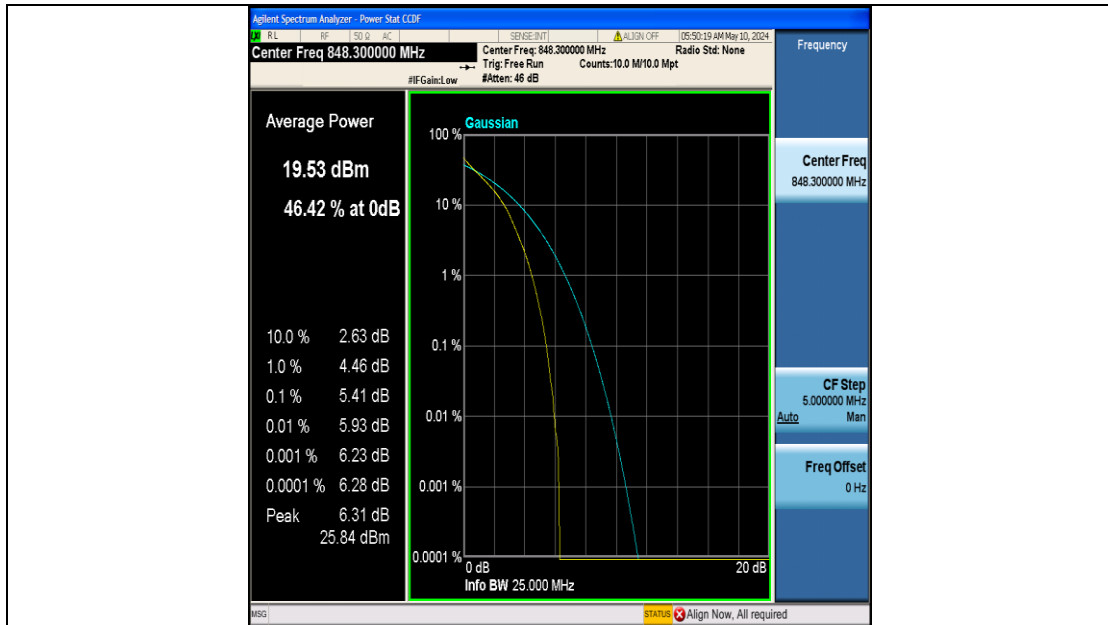 Agilent Spectrum Analyzer - Power Stat CCDF
RL RF 50 Ω AC SENSE:INT ALIGN OFF 05:50:19 AM May 10, 2024
Center Freq 848.300000 MHz
Center Freq: 848.300000 MHz Radio Std: None
Trig: Free Run Counts:10.0 M/10.0 Mpt
#IFGain:Low #Atten: 46 dB
Frequency
Average Power
19.53 dBm
46.42 % at 0dB
10.0 % 2.63 dB
1.0 % 4.46 dB
0.1 % 5.41 dB
0.01 % 5.93 dB
0.001 % 6.23 dB
0.0001 % 6.28 dB
Peak 6.31 dB
25.84 dBm
Gaussian
100 %
10 %
1 %
0.1 %
0.01 %
0.001 %
0.0001 %
0 dB 20 dB
Info BW 25.000 MHz
Center Freq
848.300000 MHz
CF Step
5.000000 MHz
Auto Man
Freq Offset
0 Hz
MSG STATUS Align Now, All required